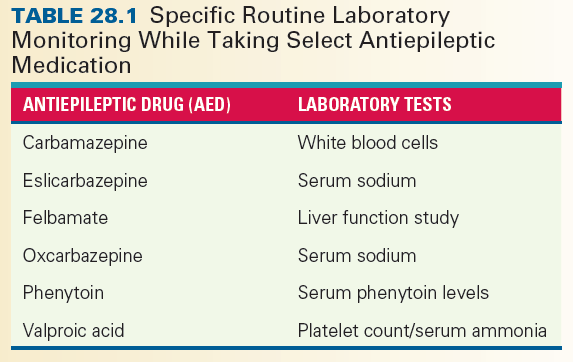 TABLE 28.1 Specific Routine Laboratory
Monitoring While Taking Select Antiepileptic
Medication
ANTIEPILEPTIC DRUG (AED) LABORATORY TESTS
Carbamazepine White blood cells
Eslicarbazepine Serum sodium
Felbamate Liver function study
Oxcarbazepine Serum sodium
Phenytoin Serum phenytoin levels
Valproic acid Platelet count/serum ammonia